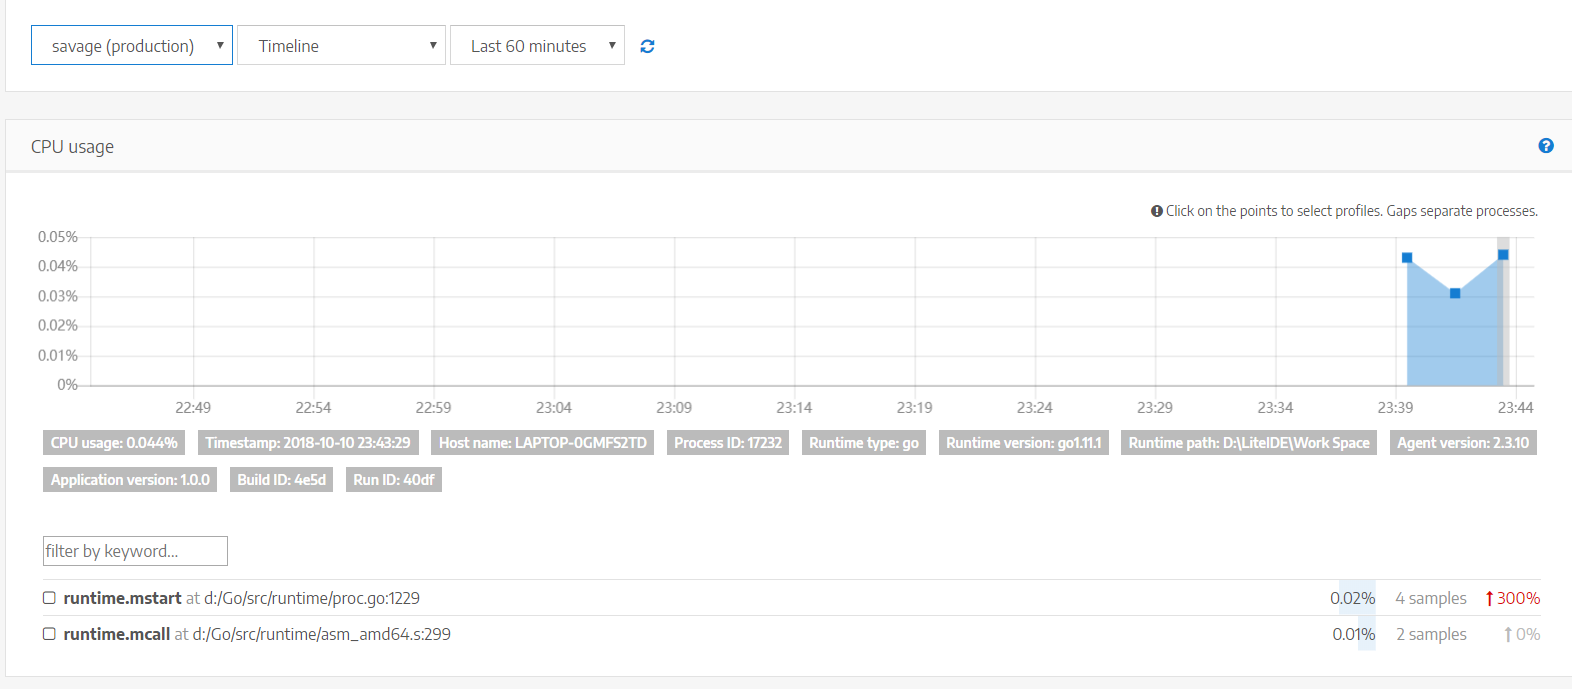 savage (production) Timeline Last 60 minutes
CPU usage
Click on the points to select profiles. Gaps separate processes.
0.05%
0.04%
0.03%
0.02%
0.01%
0%
22:49 22:54 22:59 23:04 23:09 23:14 23:19 23:24 23:29 23:34 23:39 23:44
CPU usage: 0.044% Timestamp: 2018-10-10 23:43:29 Host name: LAPTOP-0GMFS2TD Process ID: 17232 Runtime type: go Runtime version: go1.11.1 Runtime path: D:\LiteIDE\Work Space Agent version: 2.3.10
Application version: 1.0.0 Build ID: 4e5d Run ID: 40df
filter by keyword...
runtime.mstart at d:/Go/src/runtime/proc.go:1229 0.02% 4 samples ↑300%
runtime.mcall at d:/Go/src/runtime/asm_amd64.s:299 0.01% 2 samples ↑0%